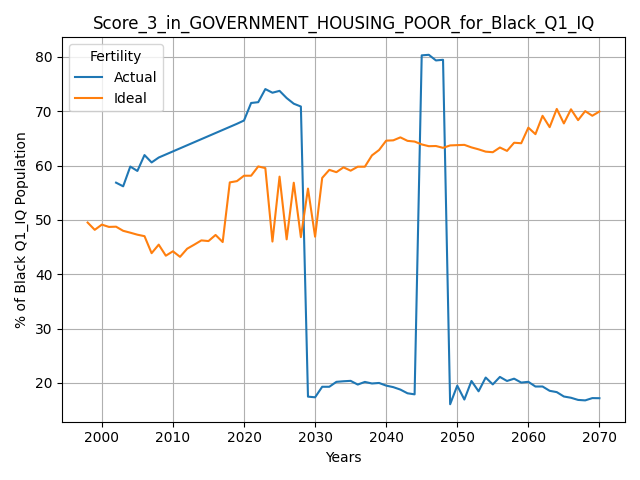 Score_3_in_GOVERNMENT_HOUSING_POOR_for_Black_Q1_IQ
Fertility
Actual
Ideal
% of Black Q1_IQ Population
80
70
60
50
40
30
20
2000 2010 2020 2030 2040 2050 2060 2070
Years